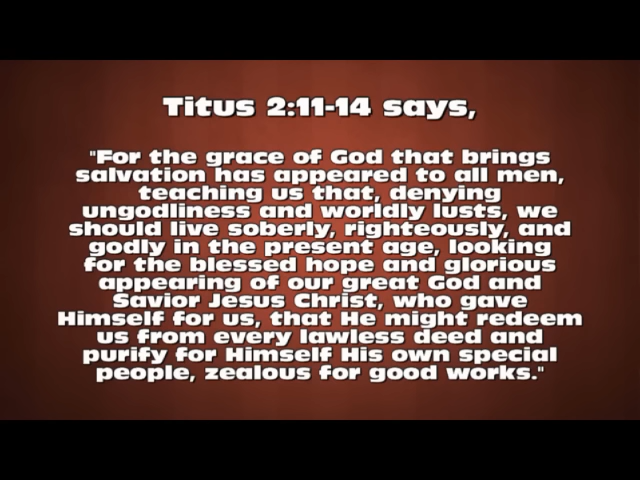 Titus 2:11-14 says,
"For the grace of God that brings
salvation has appeared to all men,
teaching us that, denying
ungodliness and worldly lusts, we
should live soberly, righteously, and
godly in the present age, looking
for the blessed hope and glorious
appearing of our great God and
Savior Jesus Christ, who gave
Himself for us, that He might redeem
us from every lawless deed and
purify for Himself His own special
people, zealous for good works."